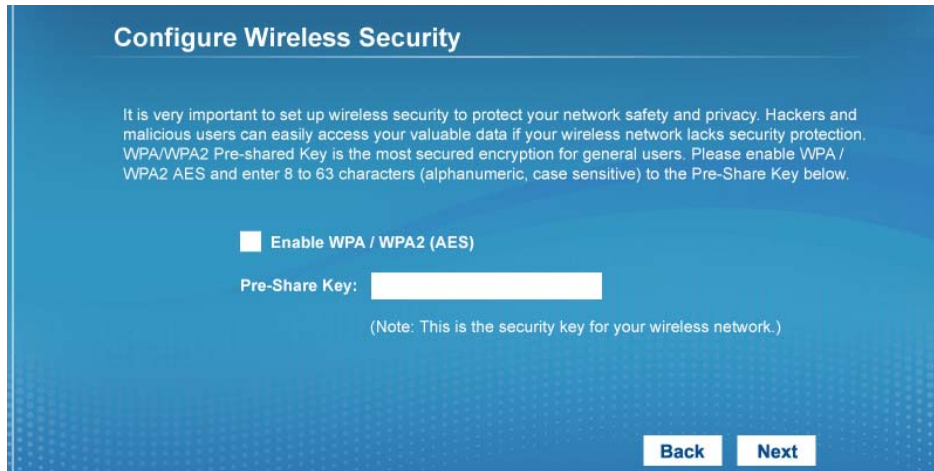 Configure Wireless Security
It is very important to set up wireless security to protect your network safety and privacy. Hackers and
malicious users can easily access your valuable data if your wireless network lacks security protection.
WPA/WPA2 Pre-shared Key is the most secured encryption for general users. Please enable WPA /
WPA2 AES and enter 8 to 63 characters (alphanumeric, case sensitive) to the Pre-Share Key below.
Enable WPA / WPA2 (AES)
Pre-Share Key:
(Note: This is the security key for your wireless network.)
Back Next